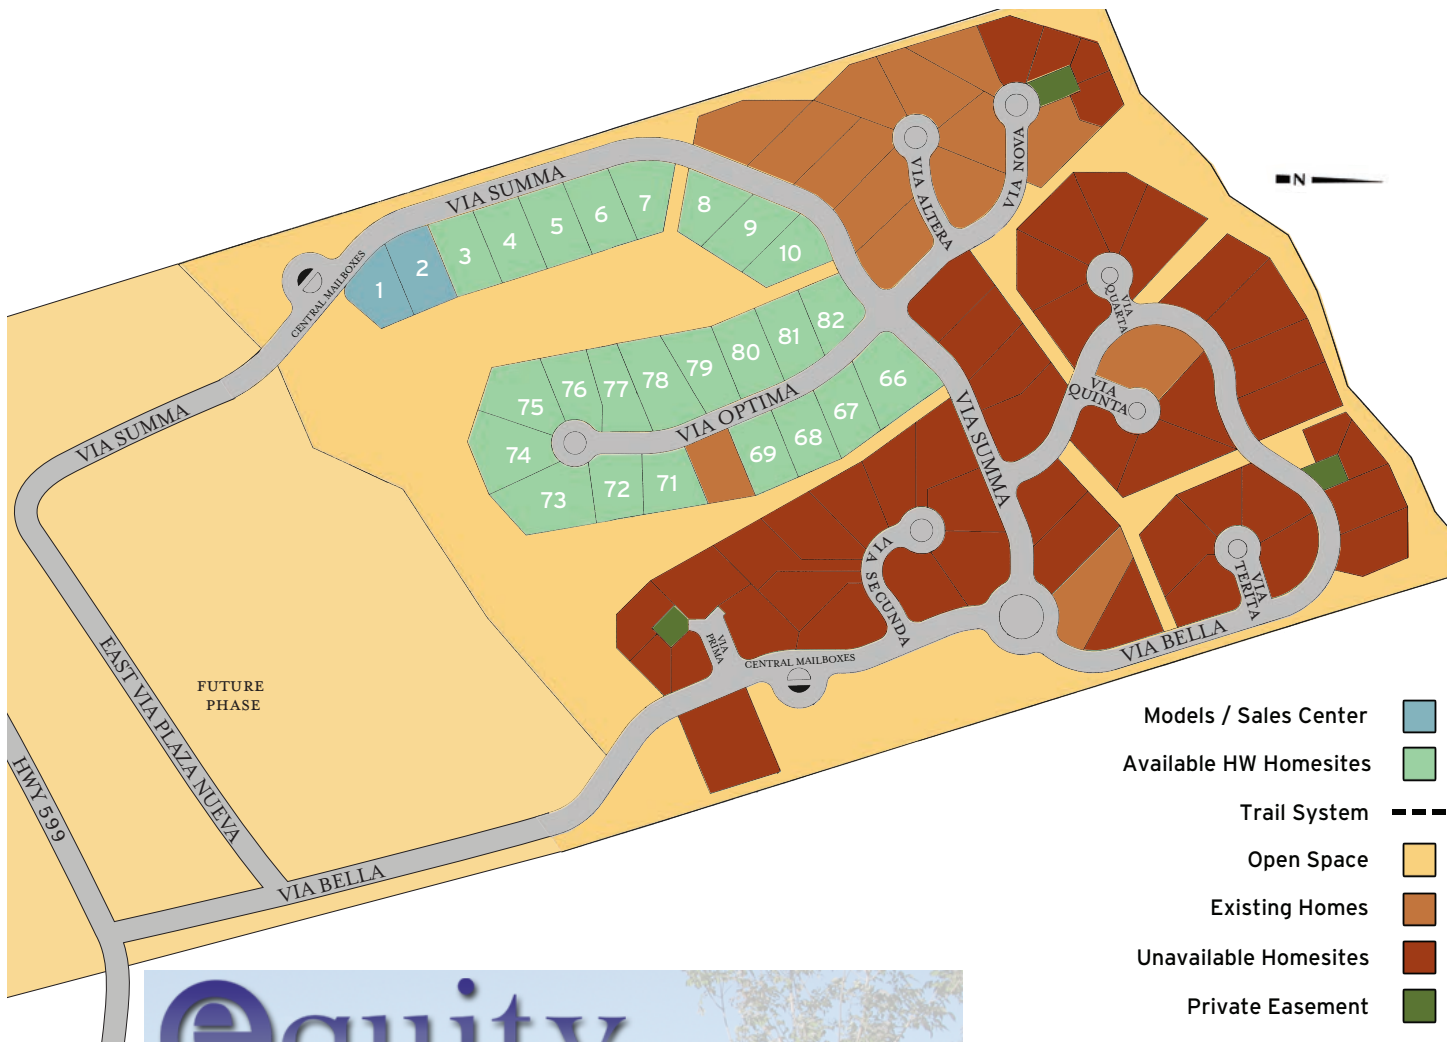 VIA SUMMA
VIA NOVA
VIA ALTERA
N
1
2
3
4
5
6
7
8
9
10
CENTRAL MAILBOXES
VIA QUARTA
VIA QUINTA
VIA SUMMA
82
81
80
79
78
77
76
75
74
73
72
71
69
68
67
66
VIA OPTIMA
VIA SUMMA
VIA SECUNDA
VIA TERITA
VIA PRIMA
CENTRAL MAILBOXES
VIA BELLA
EAST VIA PLAZA NUEVA
FUTURE
PHASE
HWY 599
VIA BELLA
Models / Sales Center
Available HW Homesites
Trail System
Open Space
Existing Homes
Unavailable Homesites
Private Easement
equity